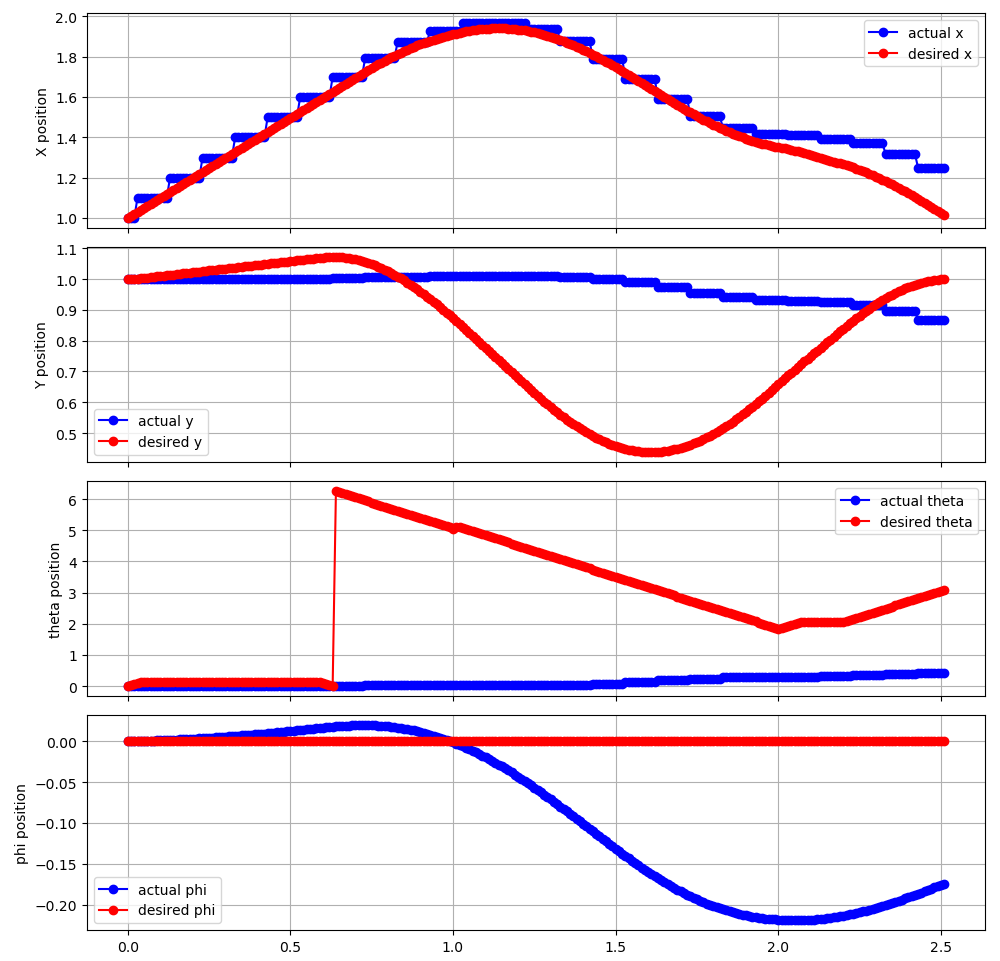 2.0
1.8
1.6
1.4
1.2
1.0
X position
actual x
desired x
1.1
1.0
0.9
0.8
0.7
0.6
0.5
Y position
actual y
desired y
6
5
4
3
2
1
0
theta position
actual theta
desired theta
0.00
−0.05
−0.10
−0.15
−0.20
phi position
actual phi
desired phi
0.0 0.5 1.0 1.5 2.0 2.5